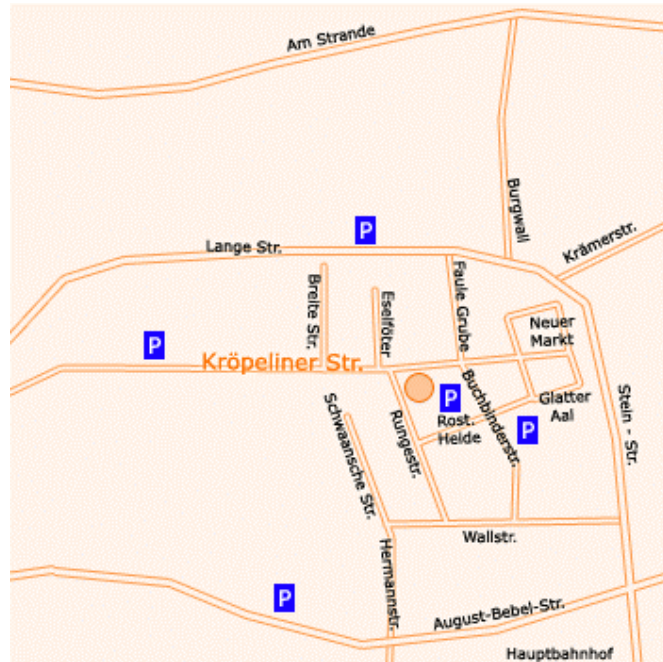 Am Strande
Burgwall
Krämerstr.
P
Lange Str.
Breite Str.
Eselföter
Faule Grube
Neuer
Markt
P
Kröpeliner Str.
P
Rost.
Heide
Buchbinderstr.
Glatter
Aal
P
Stein - Str.
Schwaansche Str.
Rungestr.
Wallstr.
Hermannstr.
P
August-Bebel-Str.
Hauptbahnhof